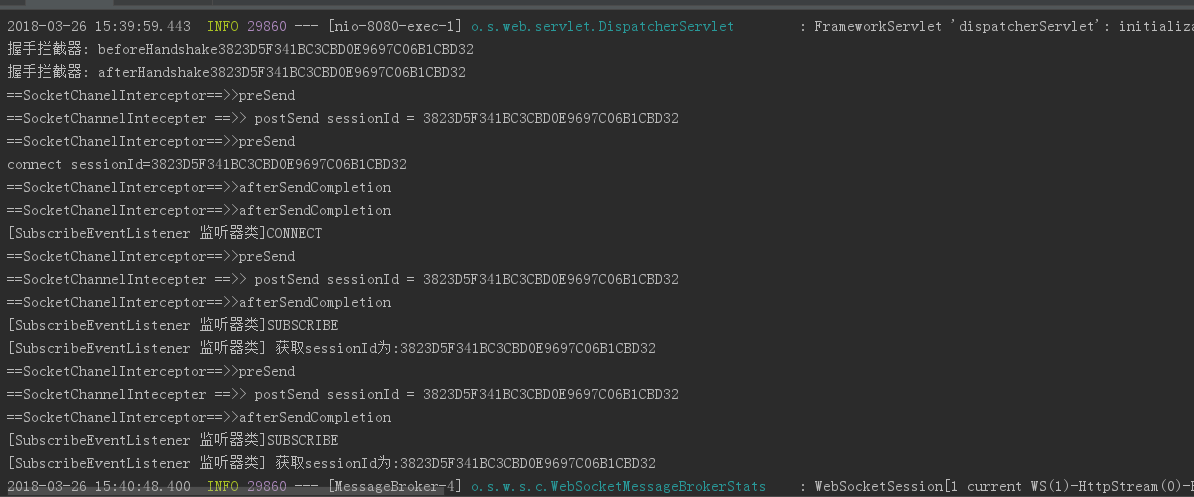 2018-03-26 15:39:59.443  INFO 29860 --- [nio-8080-exec-1] o.s.web.servlet.DispatcherServlet        : FrameworkServlet 'dispatcherServlet': initializa
握手拦截器: beforeHandshake3823D5F341BC3CBD0E9697C06B1CBD32
握手拦截器: afterHandshake3823D5F341BC3CBD0E9697C06B1CBD32
==SocketChanelInterceptor==>>preSend
==SocketChannelIntecepter ==>> postSend sessionId = 3823D5F341BC3CBD0E9697C06B1CBD32
==SocketChanelInterceptor==>>preSend
connect sessionId=3823D5F341BC3CBD0E9697C06B1CBD32
==SocketChanelInterceptor==>>afterSendCompletion
==SocketChanelInterceptor==>>afterSendCompletion
[SubscribeEventListener 监听器类]CONNECT
==SocketChanelInterceptor==>>preSend
==SocketChannelIntecepter ==>> postSend sessionId = 3823D5F341BC3CBD0E9697C06B1CBD32
==SocketChanelInterceptor==>>afterSendCompletion
[SubscribeEventListener 监听器类]SUBSCRIBE
[SubscribeEventListener 监听器类] 获取sessionId为:3823D5F341BC3CBD0E9697C06B1CBD32
==SocketChanelInterceptor==>>preSend
==SocketChannelIntecepter ==>> postSend sessionId = 3823D5F341BC3CBD0E9697C06B1CBD32
==SocketChanelInterceptor==>>afterSendCompletion
[SubscribeEventListener 监听器类]SUBSCRIBE
[SubscribeEventListener 监听器类] 获取sessionId为:3823D5F341BC3CBD0E9697C06B1CBD32
2018-03-26 15:40:48.400  INFO 29860 --- [MessageBroker-4] o.s.w.s.c.WebSocketMessageBrokerStats    : WebSocketSession[1 current WS(1)-HttpStream(0)-